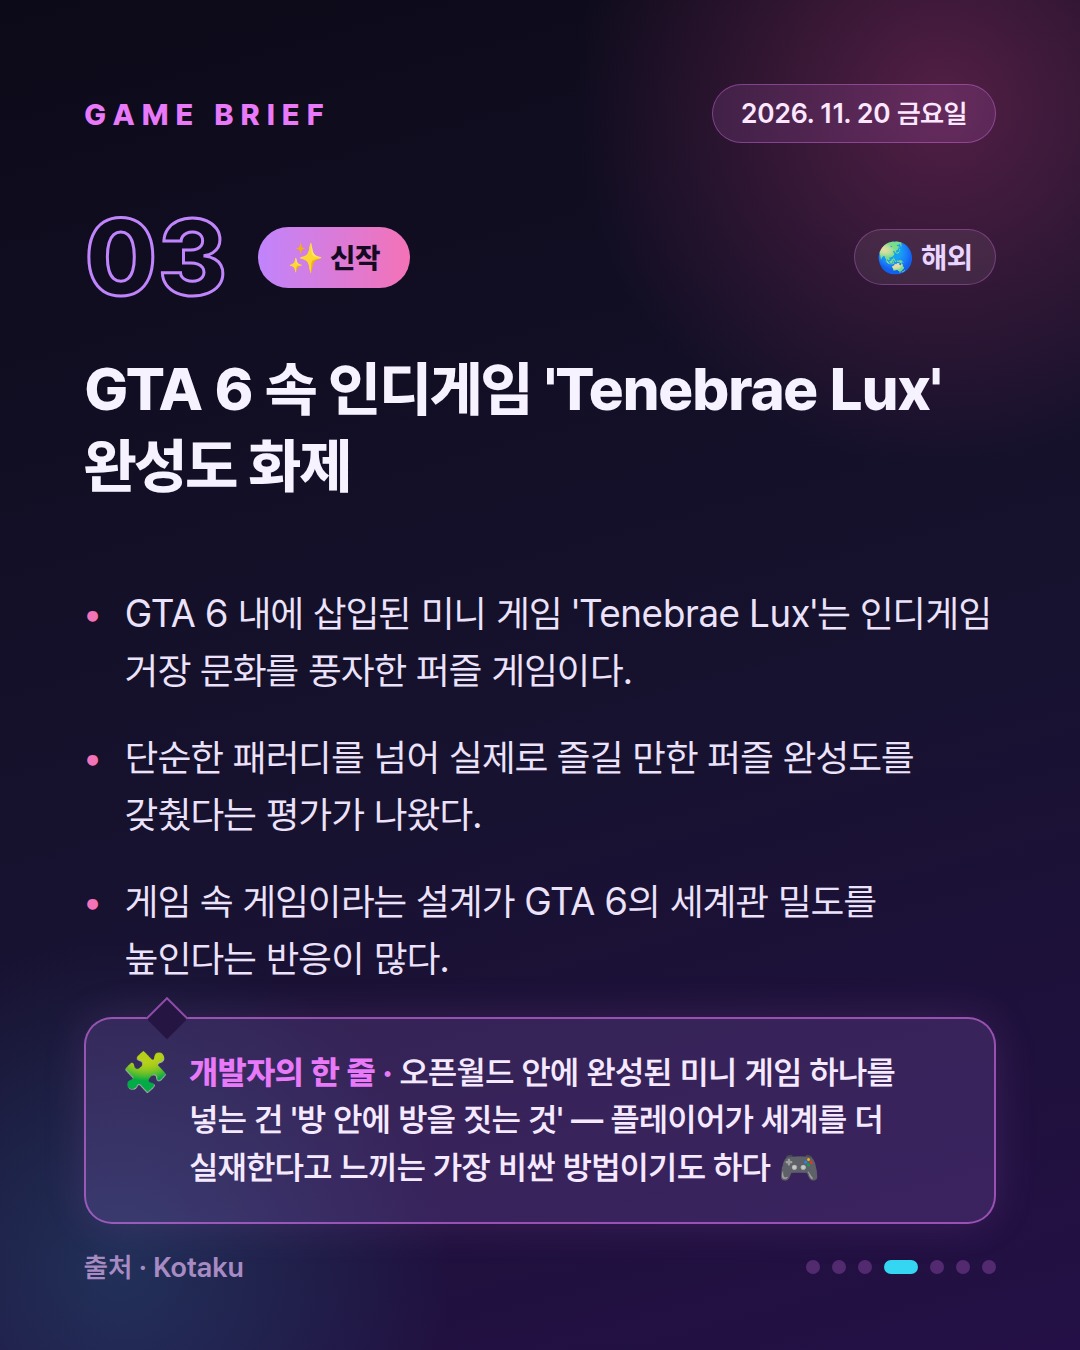 GAME BRIEF
2026. 11. 20 금요일
03
✨ 신작
🌏 해외
GTA 6 속 인디게임 'Tenebrae Lux'
완성도 화제
• GTA 6 내에 삽입된 미니 게임 'Tenebrae Lux'는 인디게임
거장 문화를 풍자한 퍼즐 게임이다.
• 단순한 패러디를 넘어 실제로 즐길 만한 퍼즐 완성도를
갖췄다는 평가가 나왔다.
• 게임 속 게임이라는 설계가 GTA 6의 세계관 밀도를
높인다는 반응이 많다.
🧩 개발자의 한 줄 · 오픈월드 안에 완성된 미니 게임 하나를
넣는 건 '방 안에 방을 짓는 것' — 플레이어가 세계를 더
실재한다고 느끼는 가장 비싼 방법이기도 하다 🎮
출처 · Kotaku